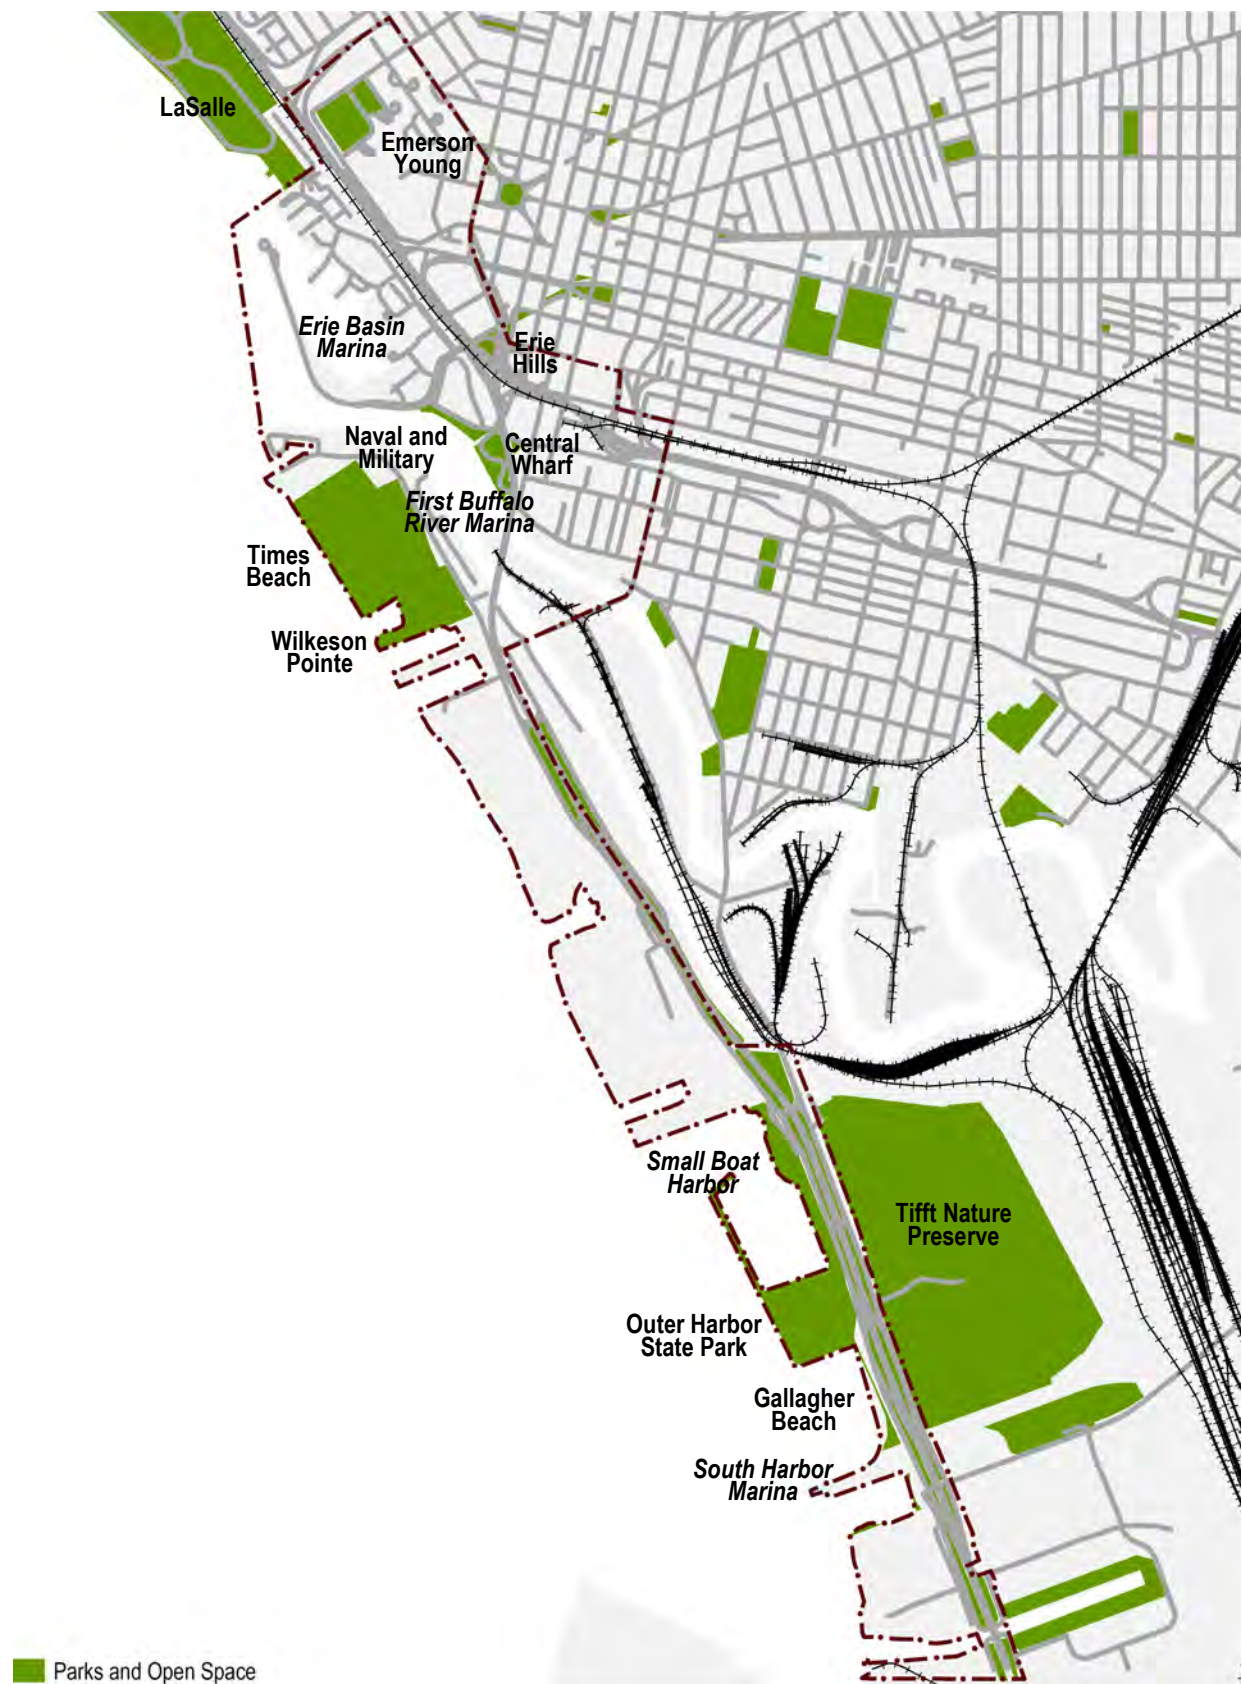 LaSalle
Emerson
Young
Erie Basin
Marina
Erie
Hills
Naval and
Military
Central
Wharf
First Buffalo
River Marina
Times
Beach
Wilkeson
Pointe
Small Boat
Harbor
Tifft Nature
Preserve
Outer Harbor
State Park
Gallagher
Beach
South Harbor
Marina
Parks and Open Space